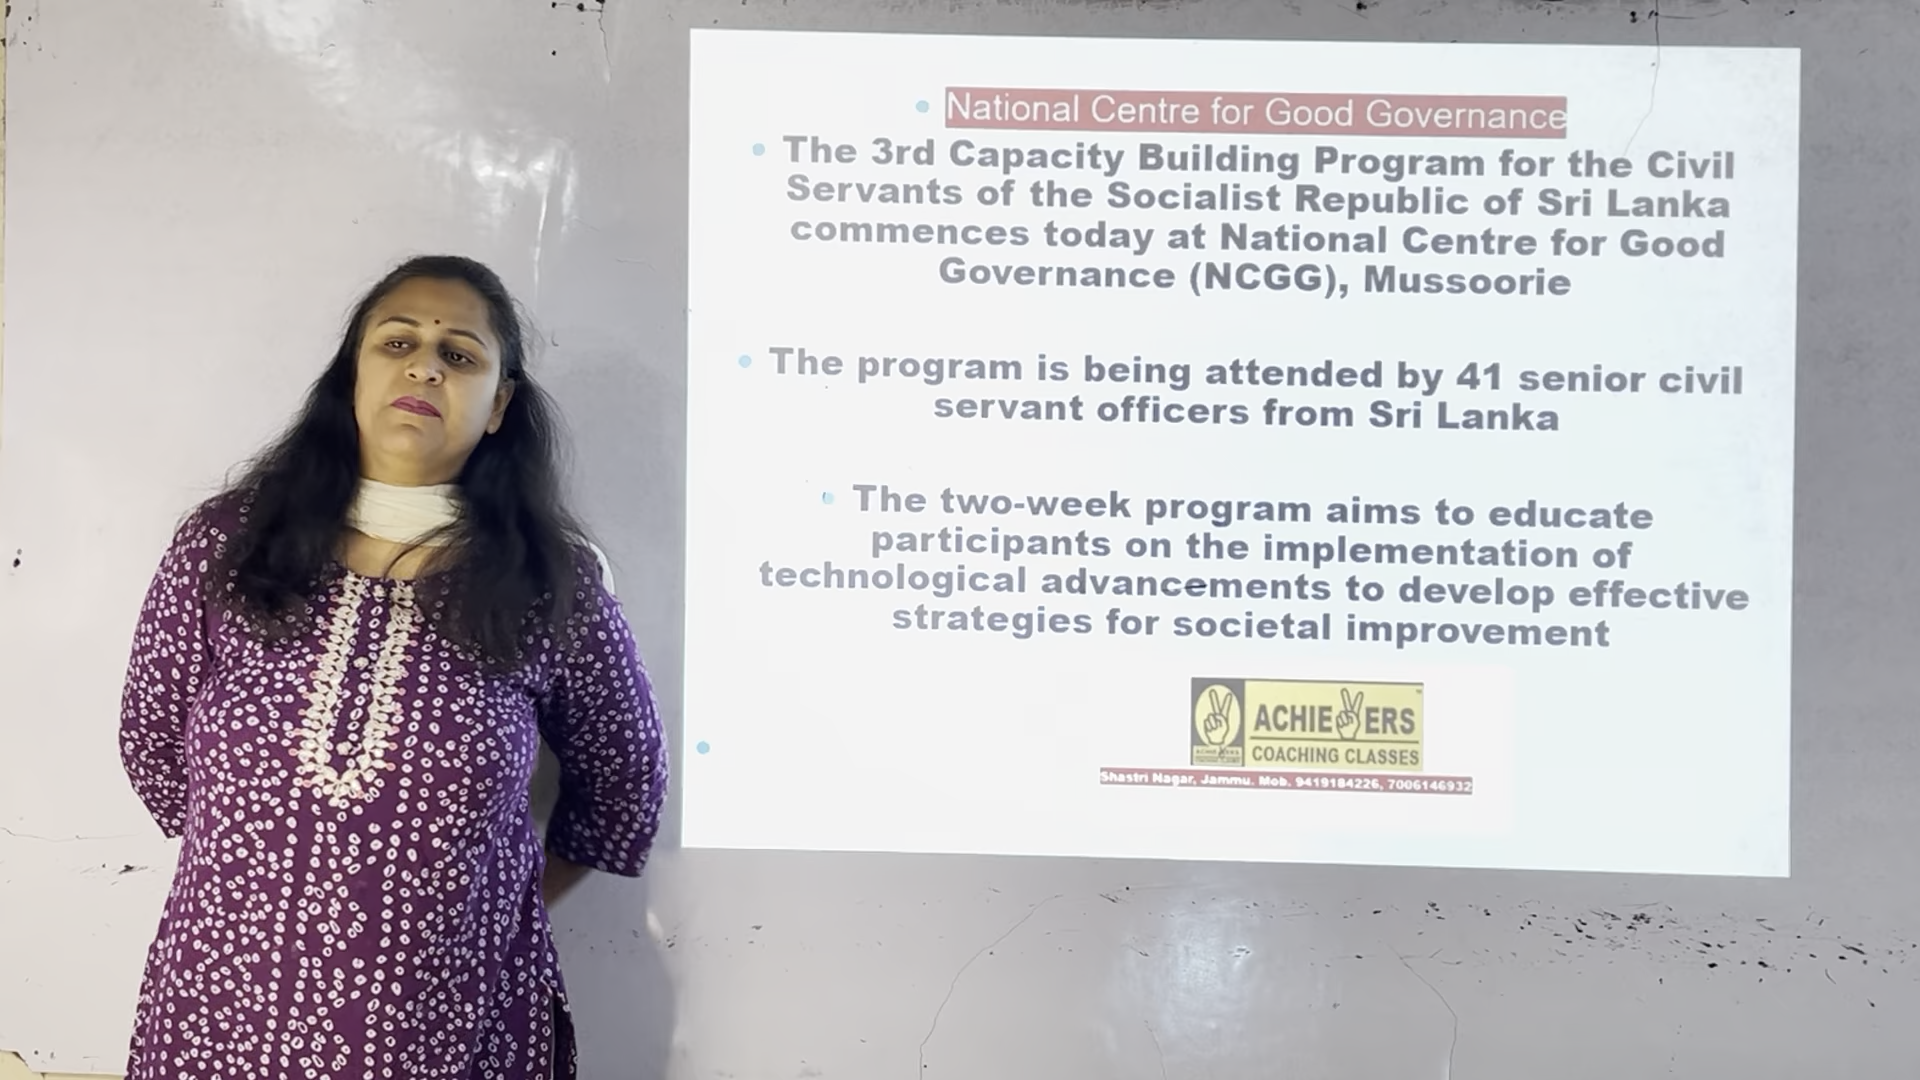 National Centre for Good Governance
The 3rd Capacity Building Program for the Civil
Servants of the Socialist Republic of Sri Lanka
commences today at National Centre for Good
Governance (NCGG), Mussoorie
The program is being attended by 41 senior civil
servant officers from Sri Lanka
The two-week program aims to educate
participants on the implementation of
technological advancements to develop effective
strategies for societal improvement
ACHIEVERS
COACHING CLASSES
Shastri Nagar, Jammu. Mob. 9419184226, 7006146932